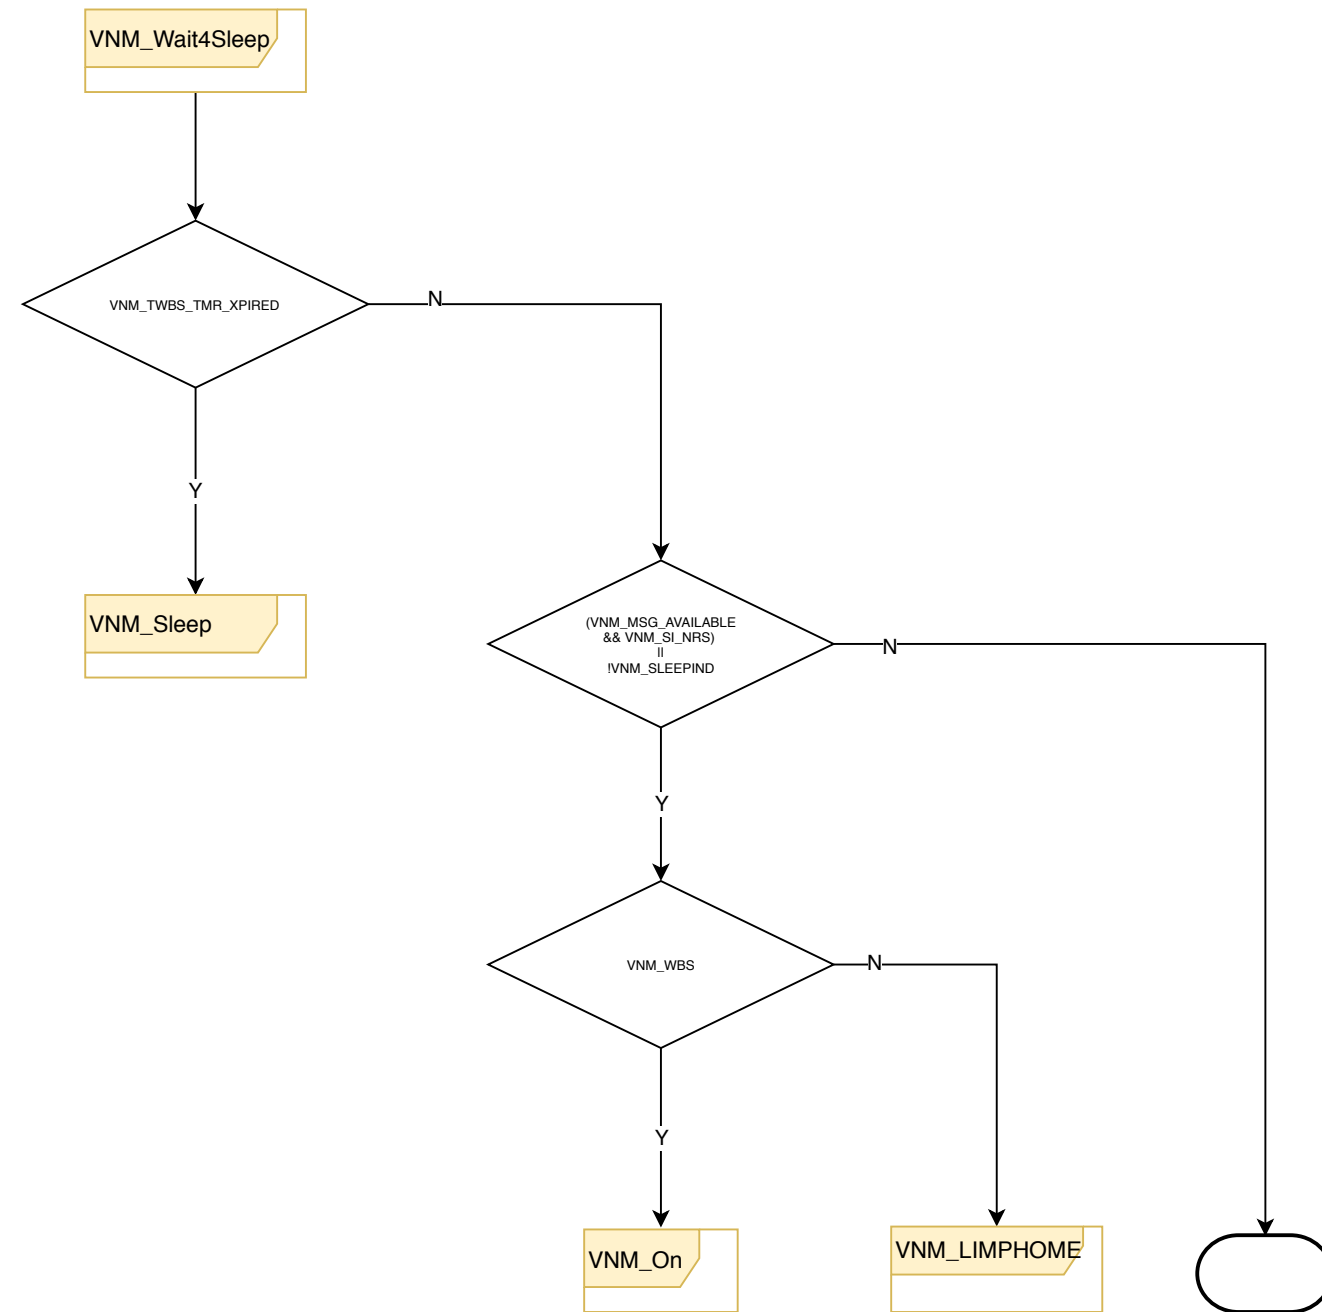 VNM_Wait4Sleep
VNM_TWBS_TMR_XPIRED
N
Y
VNM_Sleep
(VNM_MSG_AVAILABLE
&& VNM_SI_NRS)
||
!VNM_SLEEPIND
N
Y
VNM_WBS
N
Y
VNM_On
VNM_LIMPHOME